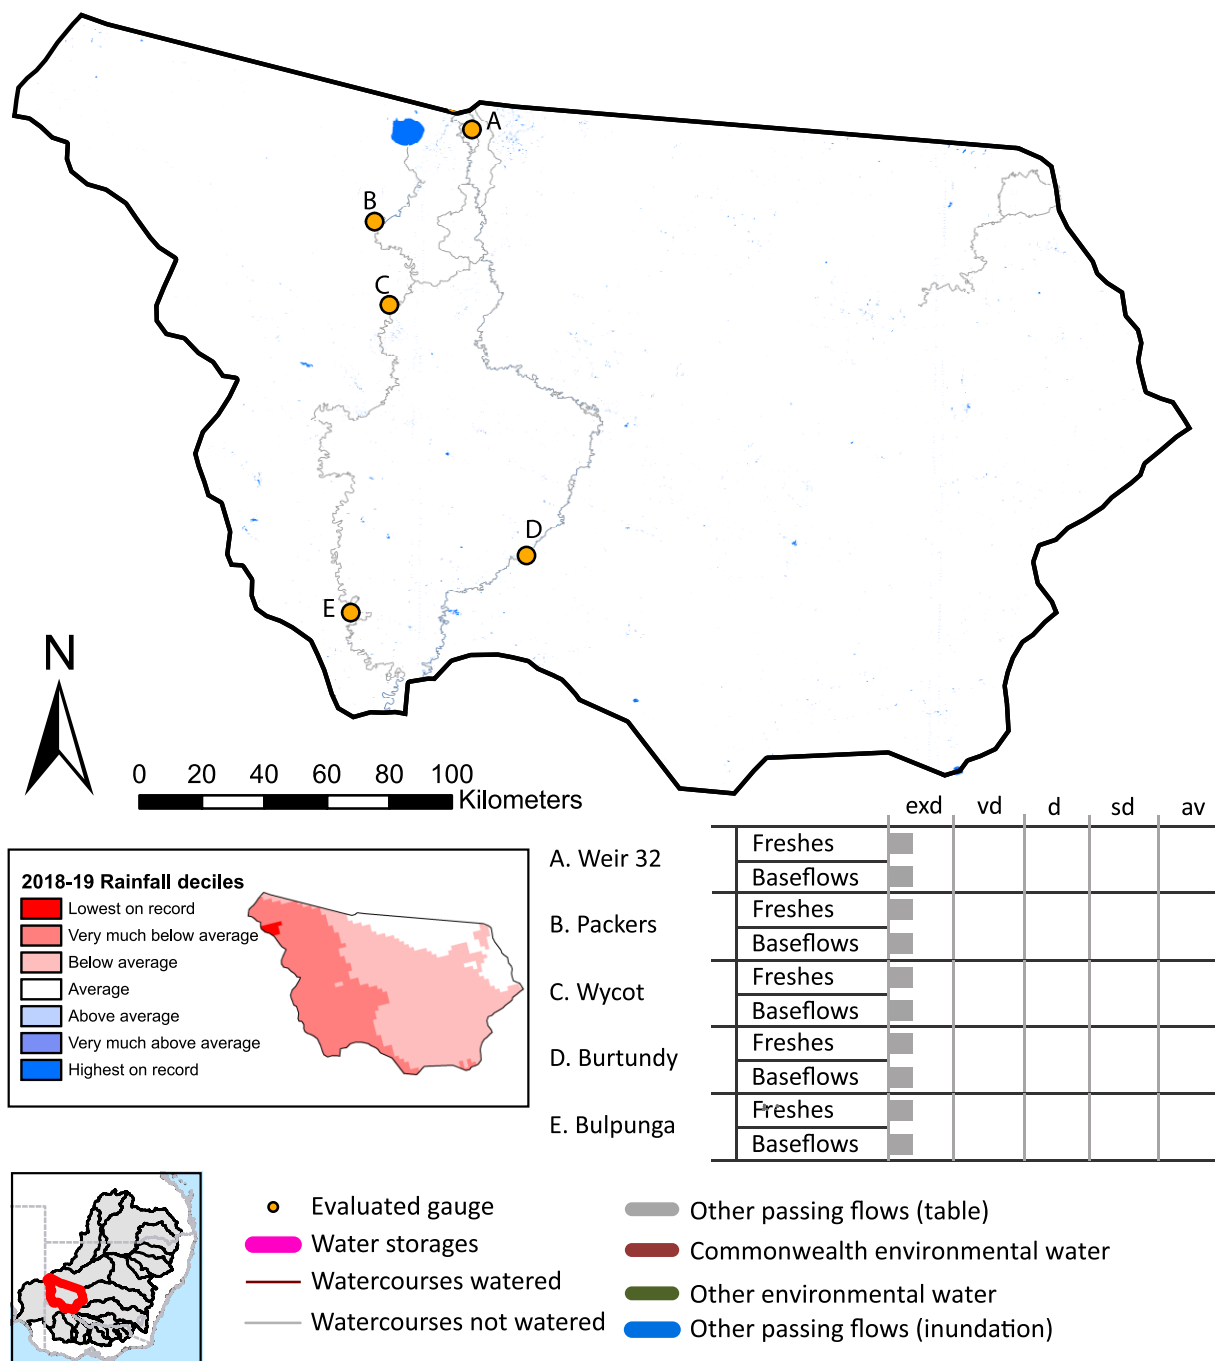 A
B
C
D
E
N
0 20 40 60 80 100
Kilometers
exd vd d sd av
A. Weir 32
Freshes
Baseflows
B. Packers
Freshes
Baseflows
C. Wycot
Freshes
Baseflows
D. Burtundy
Freshes
Baseflows
E. Bulpunga
Freshes
Baseflows
2018-19 Rainfall deciles
Lowest on record
Very much below average
Below average
Average
Above average
Very much above average
Highest on record
Evaluated gauge
Water storages
Watercourses watered
Watercourses not watered
Other passing flows (table)
Commonwealth environmental water
Other environmental water
Other passing flows (inundation)